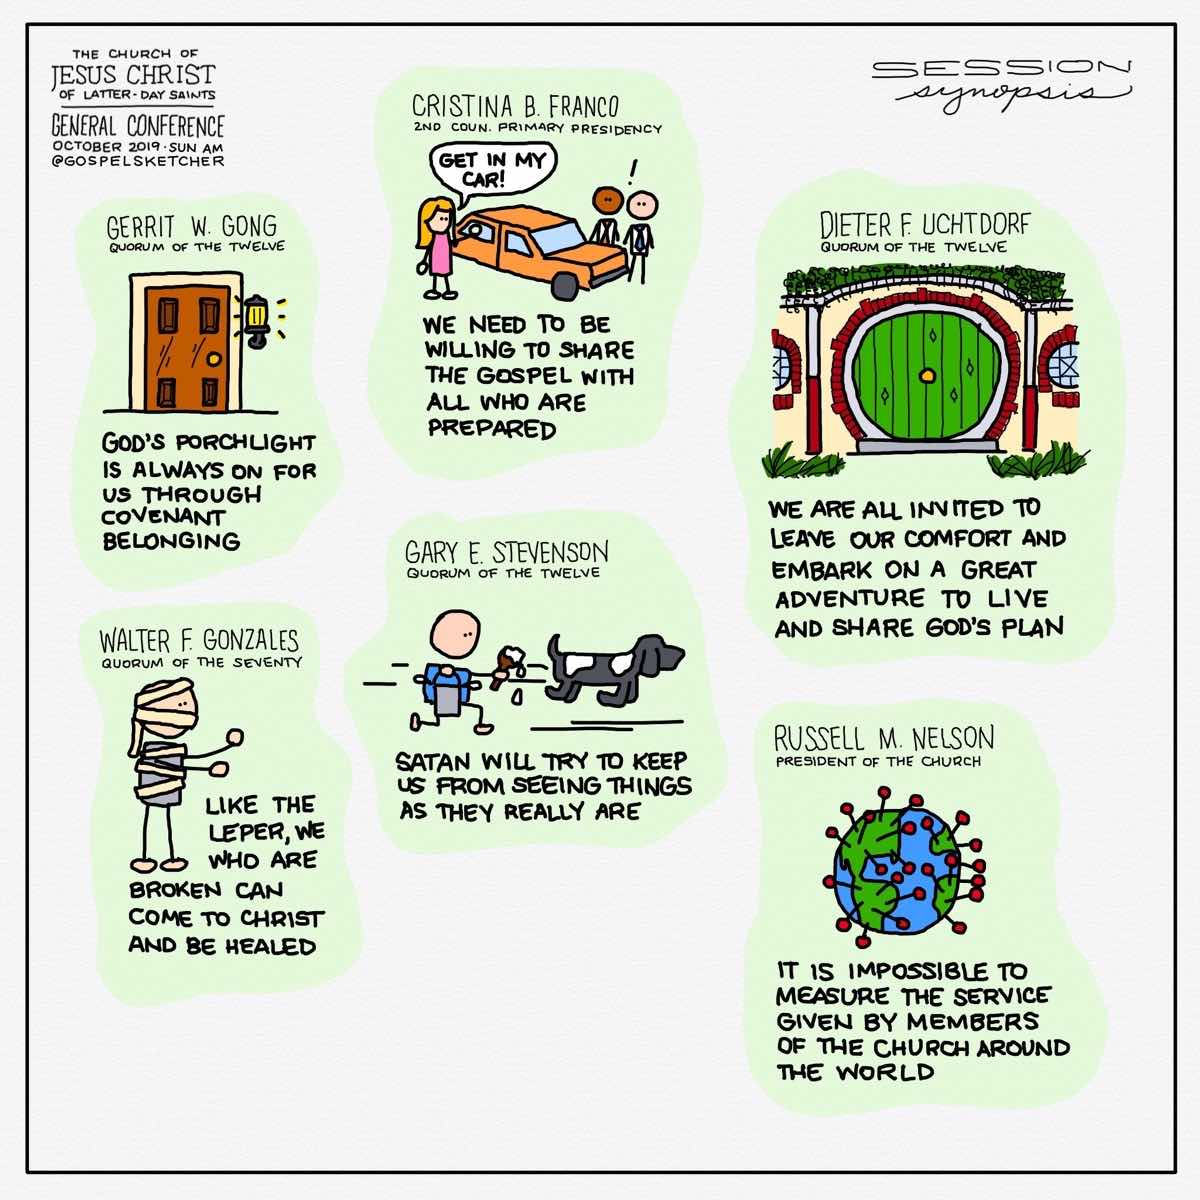 THE CHURCH OF
JESUS CHRIST
OF LATTER-DAY SAINTS
GENERAL CONFERENCE
OCTOBER 2019 · SUN AM
@GOSPELSKETCHER
SESSION
synopsis
GERRIT W. GONG
QUORUM OF THE TWELVE
GOD'S PORCHLIGHT
IS ALWAYS ON FOR
US THROUGH
COVENANT
BELONGING
WALTER F. GONZALES
QUORUM OF THE SEVENTY
LIKE THE
LEPER, WE
WHO ARE
BROKEN CAN
COME TO CHRIST
AND BE HEALED
CRISTINA B. FRANCO
2ND COUN. PRIMARY PRESIDENCY
GET IN MY
CAR!
!
WE NEED TO BE
WILLING TO SHARE
THE GOSPEL WITH
ALL WHO ARE
PREPARED
GARY E. STEVENSON
QUORUM OF THE TWELVE
SATAN WILL TRY TO KEEP
US FROM SEEING THINGS
AS THEY REALLY ARE
DIETER F. UCHTDORF
QUORUM OF THE TWELVE
WE ARE ALL INVITED TO
LEAVE OUR COMFORT AND
EMBARK ON A GREAT
ADVENTURE TO LIVE
AND SHARE GOD'S PLAN
RUSSELL M. NELSON
PRESIDENT OF THE CHURCH
IT IS IMPOSSIBLE TO
MEASURE THE SERVICE
GIVEN BY MEMBERS
OF THE CHURCH AROUND
THE WORLD